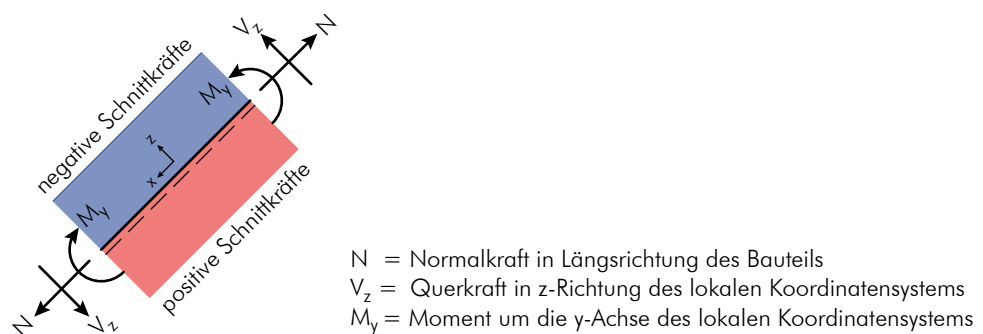 V_z
N
negative Schnittkräfte
M_y
z
x
M_y
positive Schnittkräfte
N
V_z
N = Normalkraft in Längsrichtung des Bauteils
V_z = Querkraft in z-Richtung des lokalen Koordinatensystems
M_y = Moment um die y-Achse des lokalen Koordinatensystems